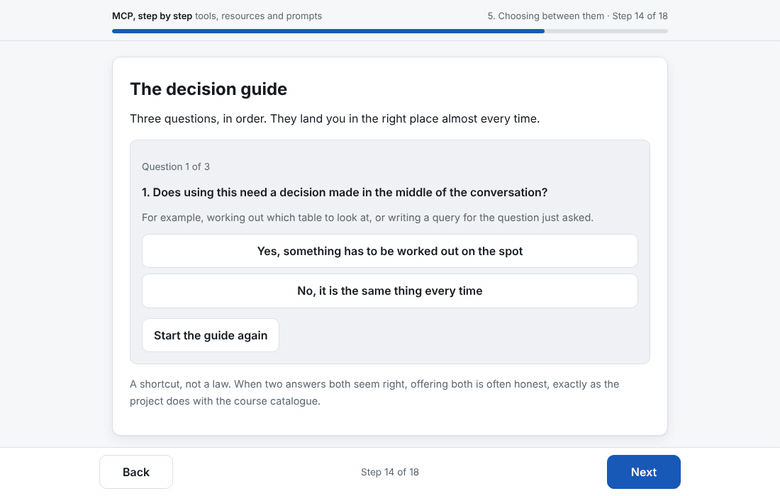 MCP, step by step tools, resources and prompts
5. Choosing between them · Step 14 of 18
The decision guide
Three questions, in order. They land you in the right place almost every time.
Question 1 of 3
1. Does using this need a decision made in the middle of the conversation?
For example, working out which table to look at, or writing a query for the question just asked.
Yes, something has to be worked out on the spot
No, it is the same thing every time
Start the guide again
A shortcut, not a law. When two answers both seem right, offering both is often honest, exactly as the
project does with the course catalogue.
Back
Step 14 of 18
Next